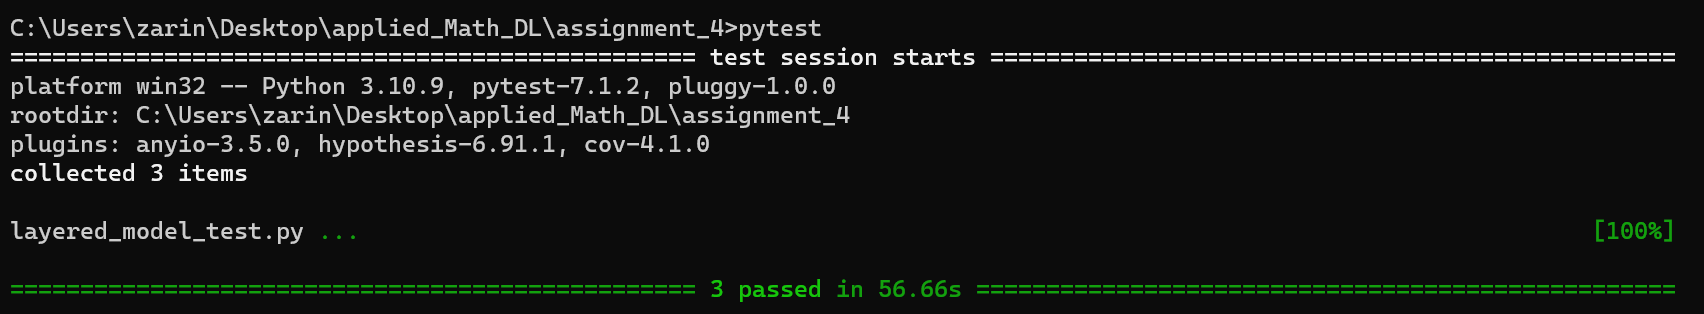 C:\Users\zarin\Desktop\applied_Math_DL\assignment_4>pytest
================================================= test session starts =================================================
platform win32 -- Python 3.10.9, pytest-7.1.2, pluggy-1.0.0
rootdir: C:\Users\zarin\Desktop\applied_Math_DL\assignment_4
plugins: anyio-3.5.0, hypothesis-6.91.1, cov-4.1.0
collected 3 items
layered_model_test.py ... [100%]
================================================= 3 passed in 56.66s ==================================================